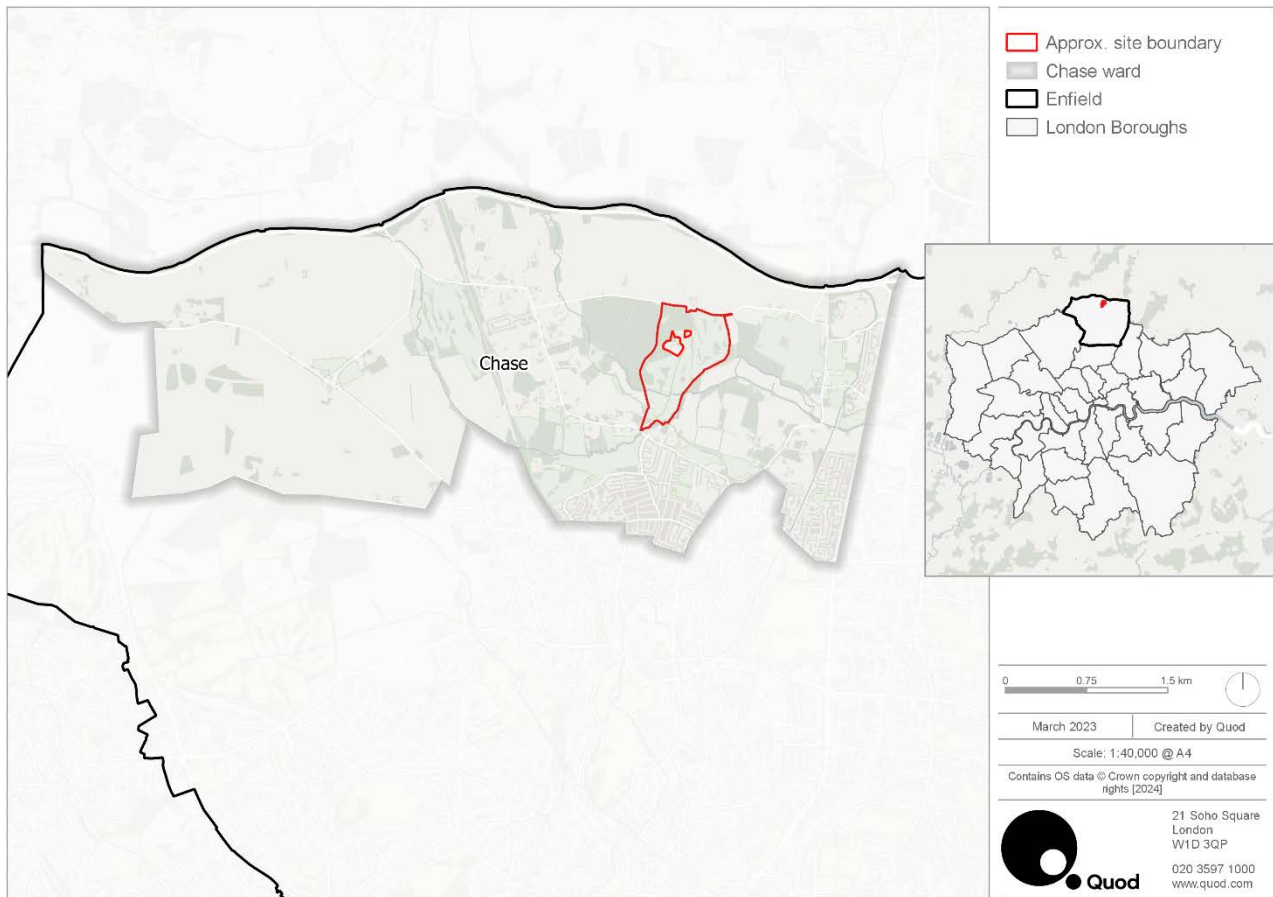 Approx. site boundary
Chase ward
Enfield
London Boroughs
Chase
0 0.75 1.5 km
March 2023 Created by Quod
Scale: 1:40,000 @ A4
Contains OS data © Crown copyright and database
rights [2024]
21 Soho Square
London
W1D 3QP
020 3597 1000
www.quod.com
Quod